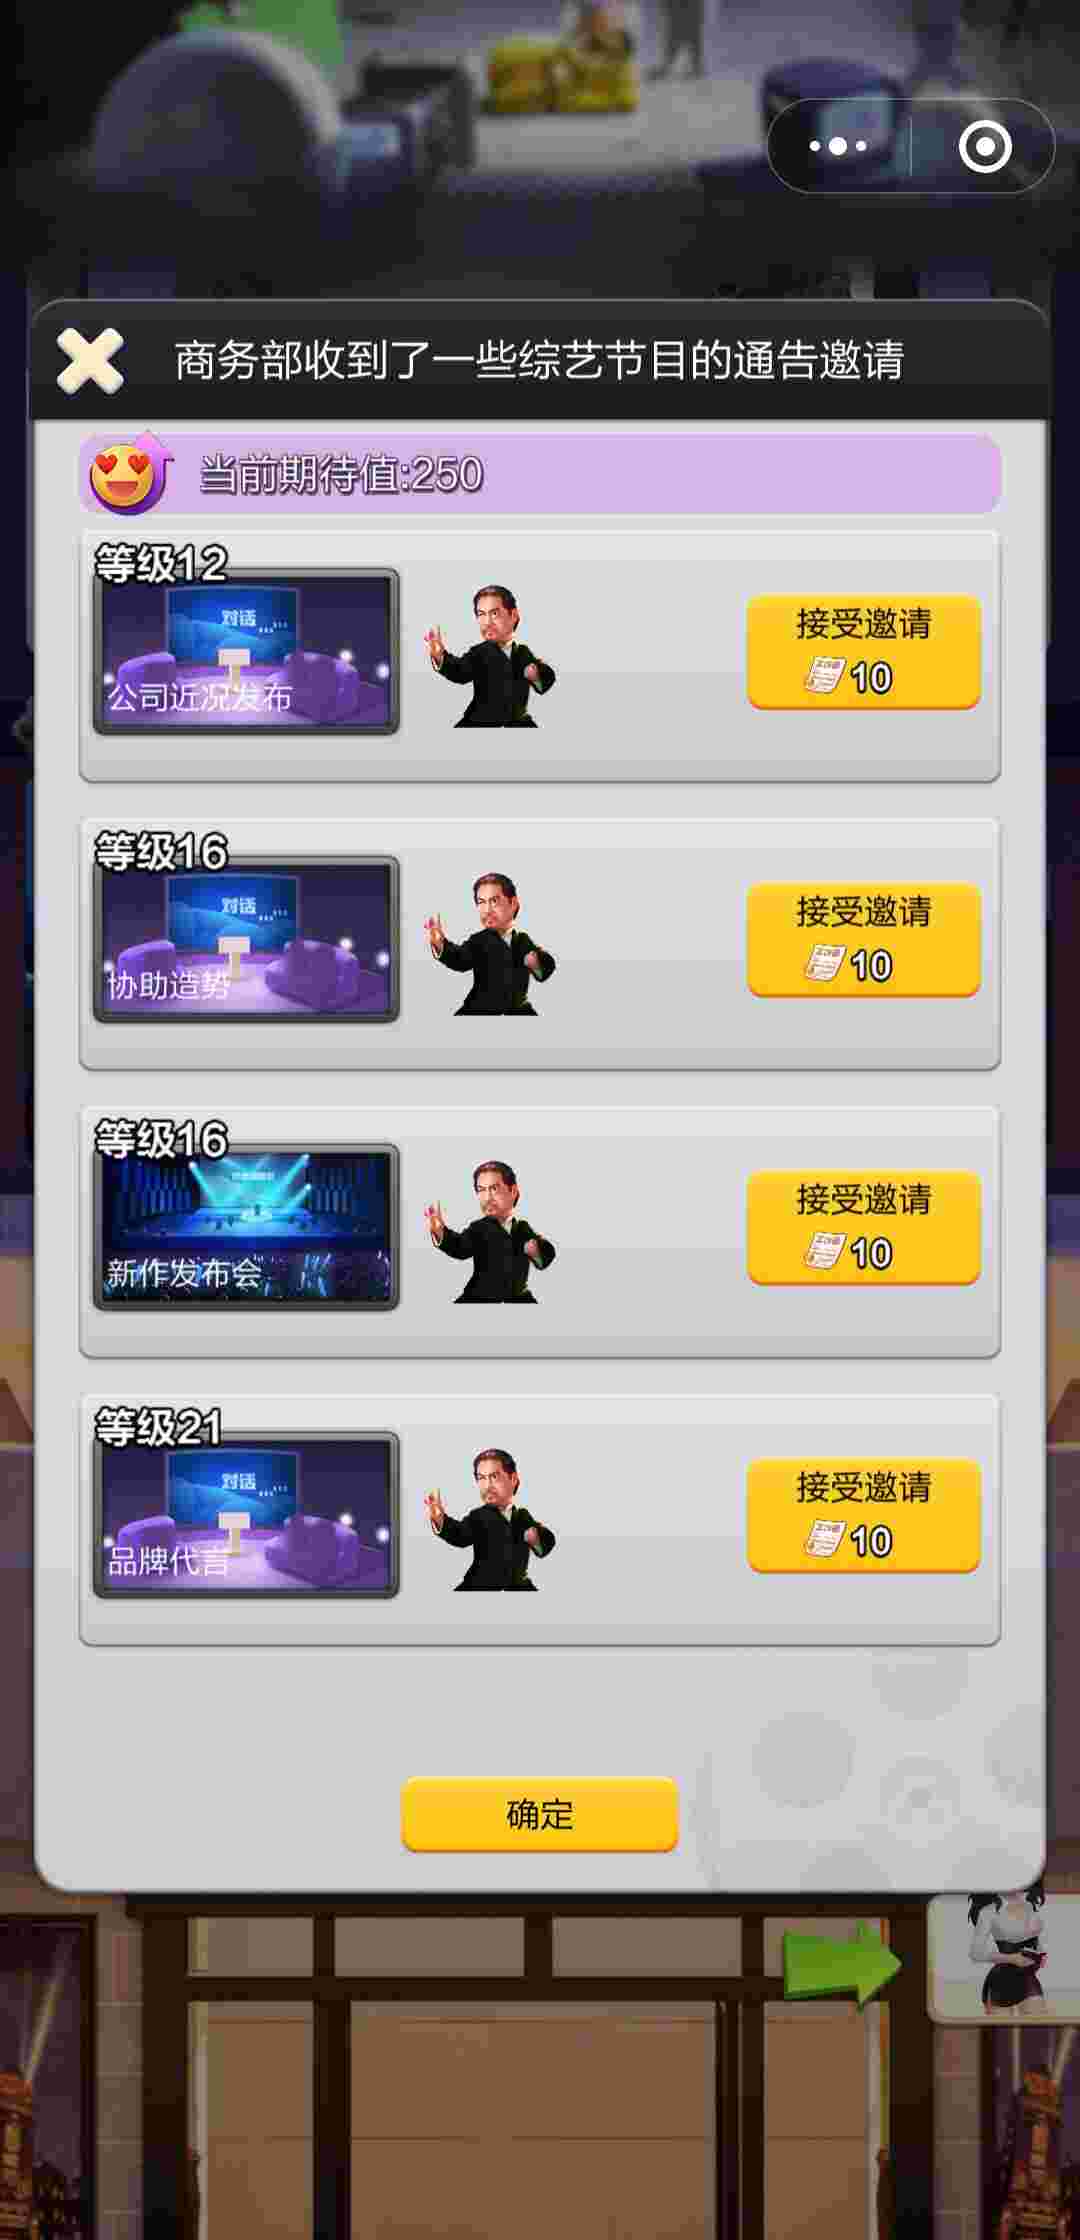 商务部收到了一些综艺节目的通告邀请
当前期待值:250
等级12
对话
公司近况发布
接受邀请
10
等级16
对话
协助造势
接受邀请
10
等级16
新作发布会
接受邀请
10
等级21
对话
品牌代言
接受邀请
10
确定